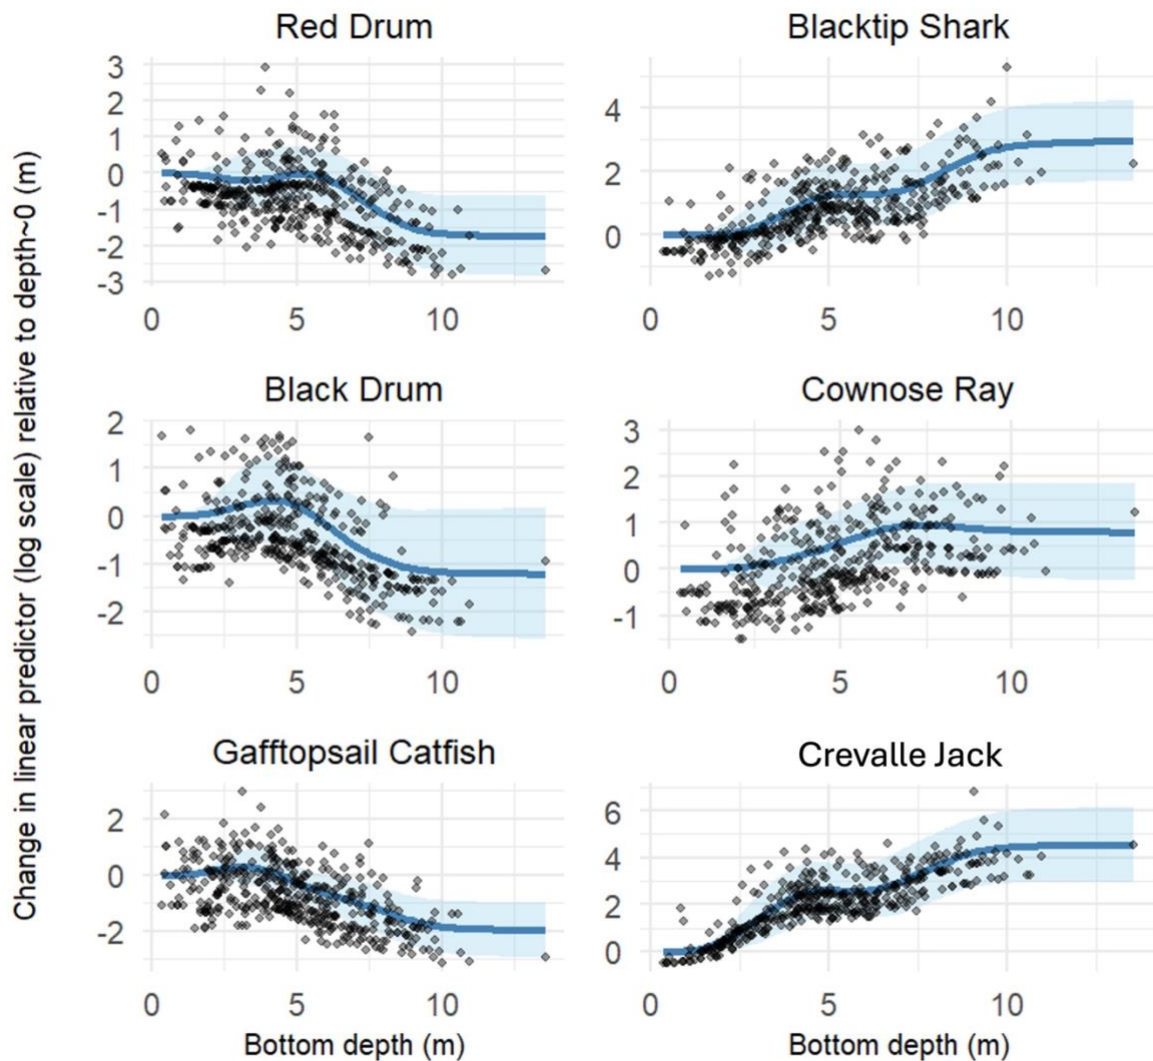 Change in linear predictor (log scale) relative to depth~0 (m)
Red Drum
3
2
1
0
-1
-2
-3
0 5 10
Blacktip Shark
4
2
0
0 5 10
Black Drum
2
1
0
-1
-2
0 5 10
Cownose Ray
3
2
1
0
-1
0 5 10
Gafftopsail Catfish
2
0
-2
0 5 10
Bottom depth (m)
Crevalle Jack
6
4
2
0
0 5 10
Bottom depth (m)